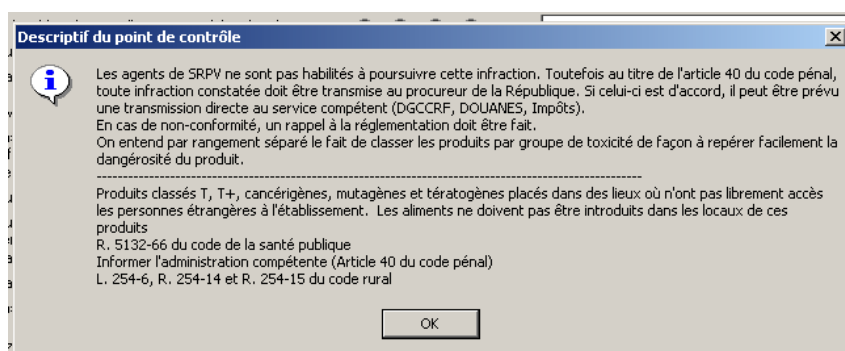 Descriptif du point de contrôle
Les agents de SRPV ne sont pas habilités à poursuivre cette infraction. Toutefois au titre de l'article 40 du code pénal,
toute infraction constatée doit être transmise au procureur de la République. Si celui-ci est d'accord, il peut être prévu
une transmission directe au service compétent (DGCCRF, DOUANES, Impôts).
En cas de non-conformité, un rappel à la réglementation doit être fait.
On entend par rangement séparé le fait de classer les produits par groupe de toxicité de façon à repérer facilement la
dangérosité du produit.
--------------------------------------------------------------------------------------------
Produits classés T, T+, cancérigènes, mutagènes et tératogènes placés dans des lieux où n'ont pas librement accès
les personnes étrangères à l'établissement.  Les aliments ne doivent pas être introduits dans les locaux de ces
produits
R. 5132-66 du code de la santé publique
Informer l'administration compétente (Article 40 du code pénal)
L. 254-6, R. 254-14 et R. 254-15 du code rural
OK